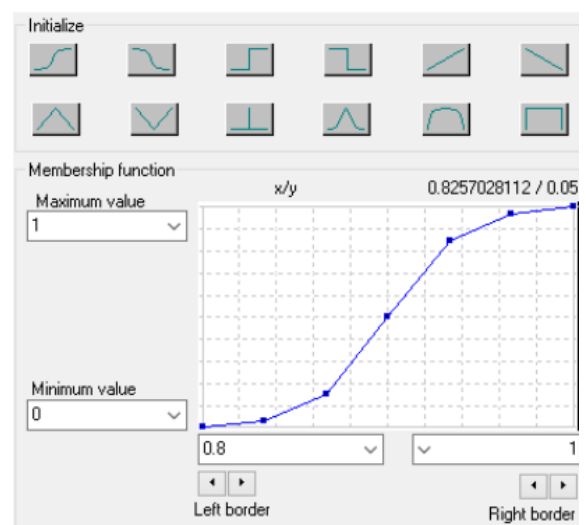 Initialize
Membership function
x/y
0.8257028112 / 0.05
Maximum value
1
Minimum value
0
0.8
1
Left border
Right border